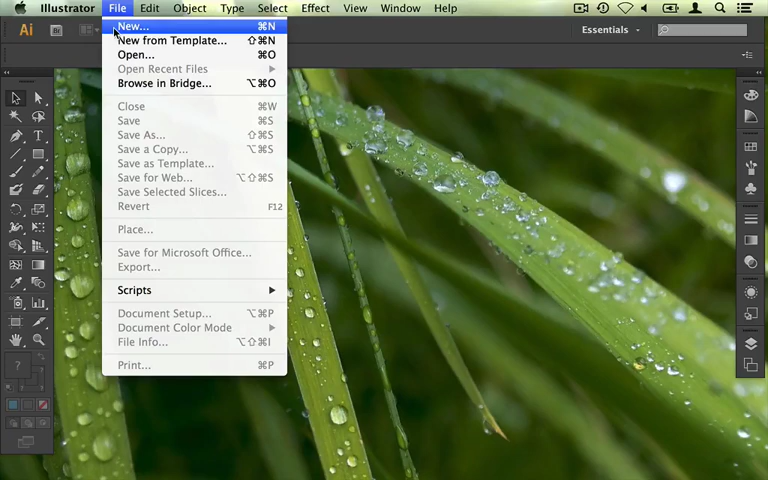 Illustrator File Edit Object Type Select Effect View Window Help
Ai Br Essentials
New... ⌘N
New from Template... ⇧⌘N
Open... ⌘O
Open Recent Files
Browse in Bridge... ⌥⌘O
Close ⌘W
Save ⌘S
Save As... ⇧⌘S
Save a Copy... ⌥⌘S
Save as Template...
Save for Web... ⌥⇧⌘S
Save Selected Slices...
Revert F12
Place...
Save for Microsoft Office...
Export...
Scripts
Document Setup... ⌥⌘P
Document Color Mode
File Info... ⌥⇧⌘I
Print... ⌘P
T
?